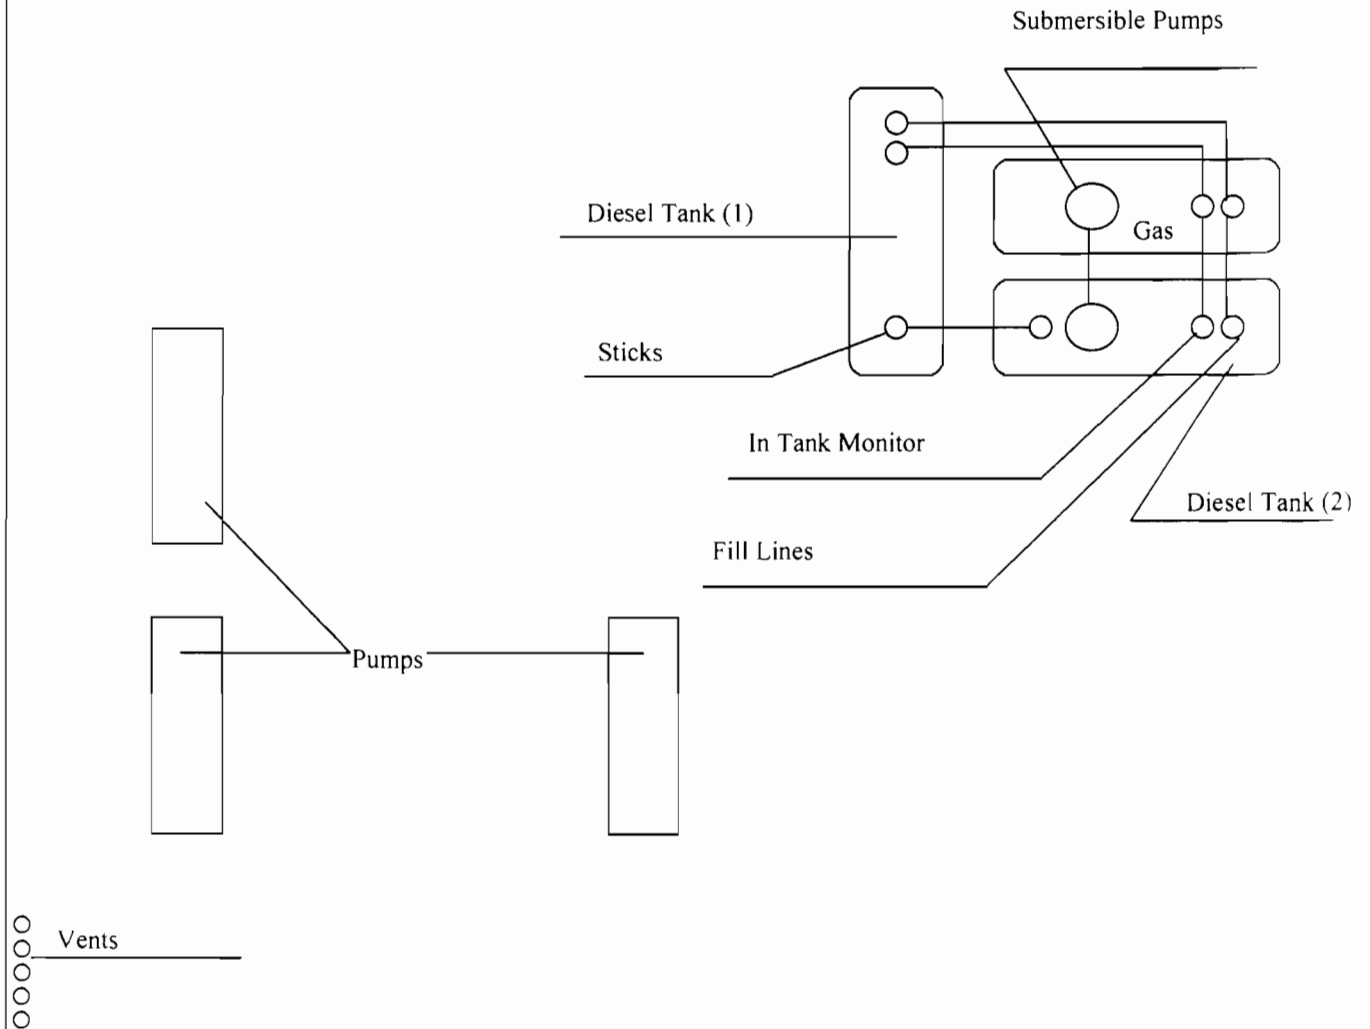 Submersible Pumps
Diesel Tank (1)
Gas
Sticks
In Tank Monitor
Diesel Tank (2)
Fill Lines
Pumps
Vents